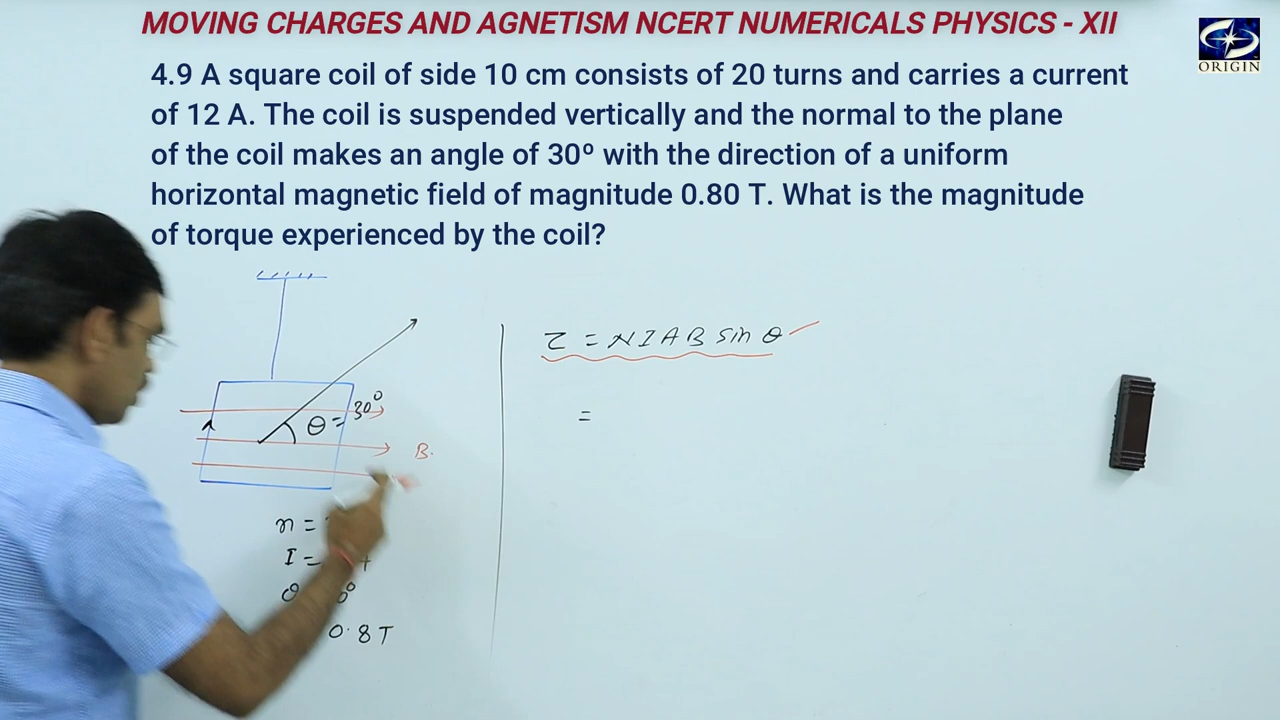 MOVING CHARGES AND AGNETISM NCERT NUMERICALS PHYSICS - XII
ORIGIN
4.9 A square coil of side 10 cm consists of 20 turns and carries a current
of 12 A. The coil is suspended vertically and the normal to the plane
of the coil makes an angle of 30º with the direction of a uniform
horizontal magnetic field of magnitude 0.80 T. What is the magnitude
of torque experienced by the coil?
θ = 30°
B.
n =
I =
0.8 T
τ = NIAB sin θ
=